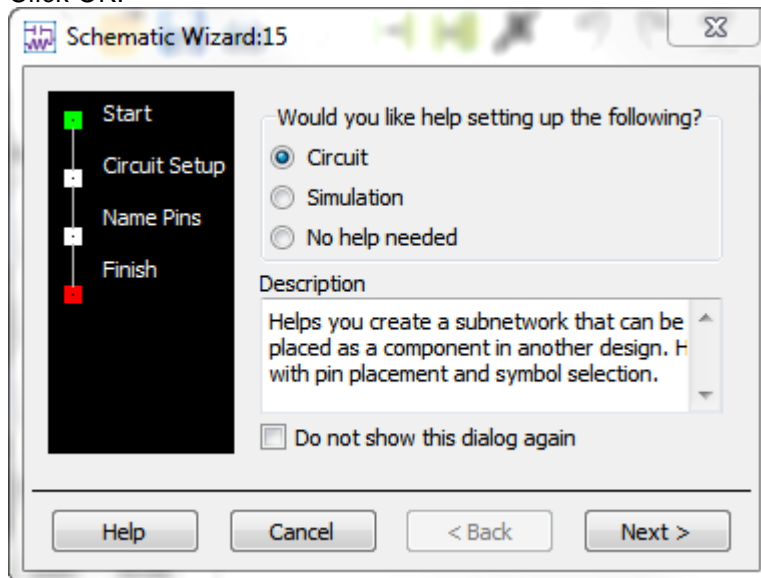 Click OK.
Schematic Wizard:15
Start
Circuit Setup
Name Pins
Finish
Would you like help setting up the following?
Circuit
Simulation
No help needed
Description
Helps you create a subnetwork that can be
placed as a component in another design. H
with pin placement and symbol selection.
Do not show this dialog again
Help
Cancel
< Back
Next >